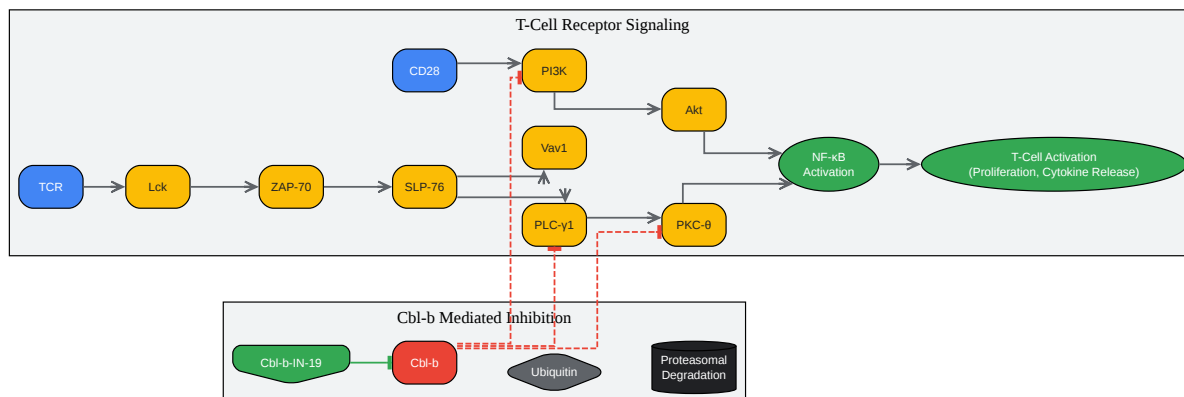 T-Cell Receptor Signaling
CD28
PI3K
Akt
Vav1
NF-κB
Activation
T-Cell Activation
(Proliferation, Cytokine Release)
TCR
Lck
ZAP-70
SLP-76
PLC-γ1
PKC-θ
Cbl-b Mediated Inhibition
Cbl-b-IN-19
Cbl-b
Ubiquitin
Proteasomal
Degradation